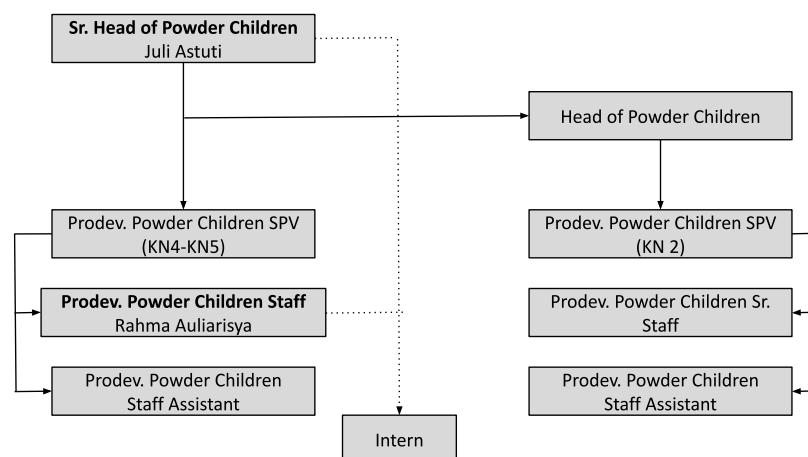 Sr. Head of Powder Children
Juli Astuti
Head of Powder Children
Prodev. Powder Children SPV
(KN4-KN5)
Prodev. Powder Children SPV
(KN 2)
Prodev. Powder Children Staff
Rahma Auliarisya
Prodev. Powder Children Sr.
Staff
Prodev. Powder Children
Staff Assistant
Prodev. Powder Children
Staff Assistant
Intern